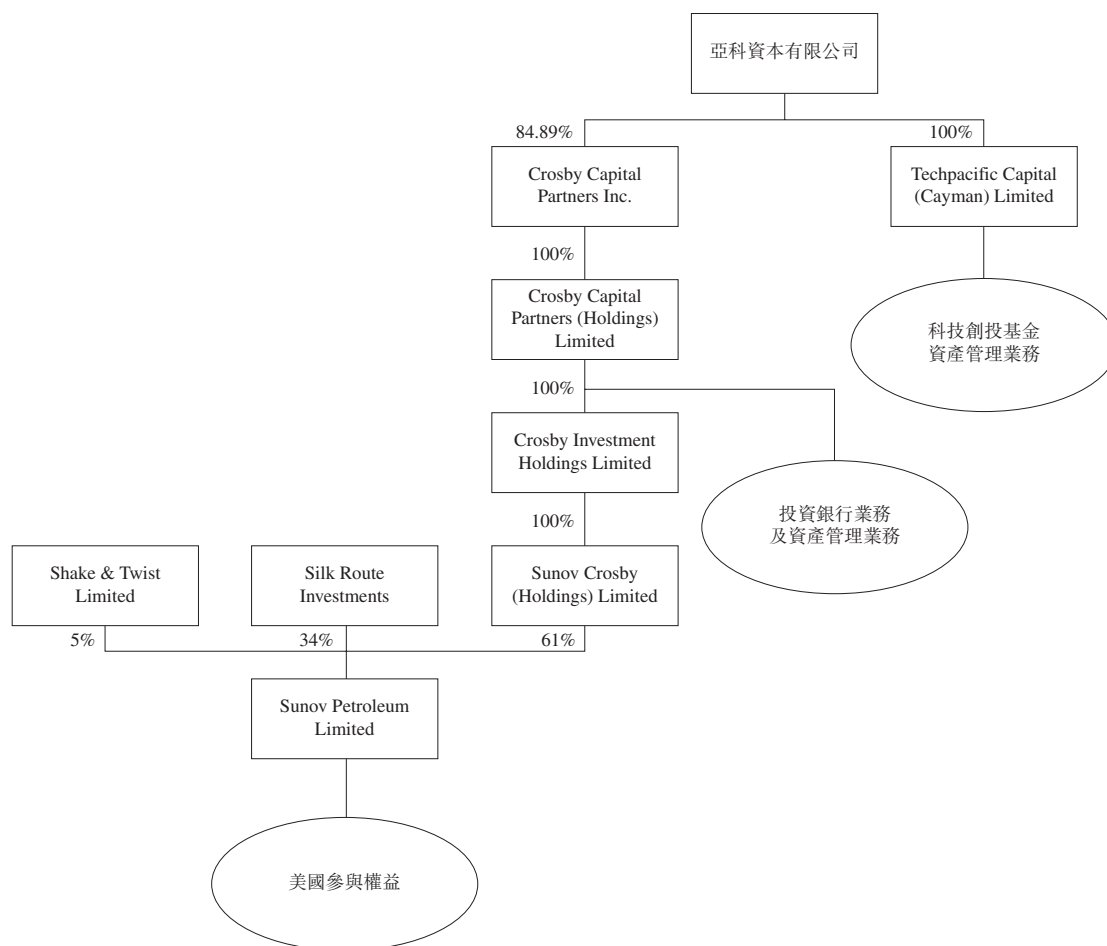 亞科資本有限公司
84.89%
100%
Crosby Capital
Partners Inc.
Techpacific Capital
(Cayman) Limited
100%
Crosby Capital
Partners (Holdings)
Limited
科技創投基金
資產管理業務
100%
Crosby Investment
Holdings Limited
投資銀行業務
及資產管理業務
100%
Shake & Twist
Limited
Silk Route
Investments
Sunov Crosby
(Holdings) Limited
5%
34%
61%
Sunov Petroleum
Limited
美國參與權益